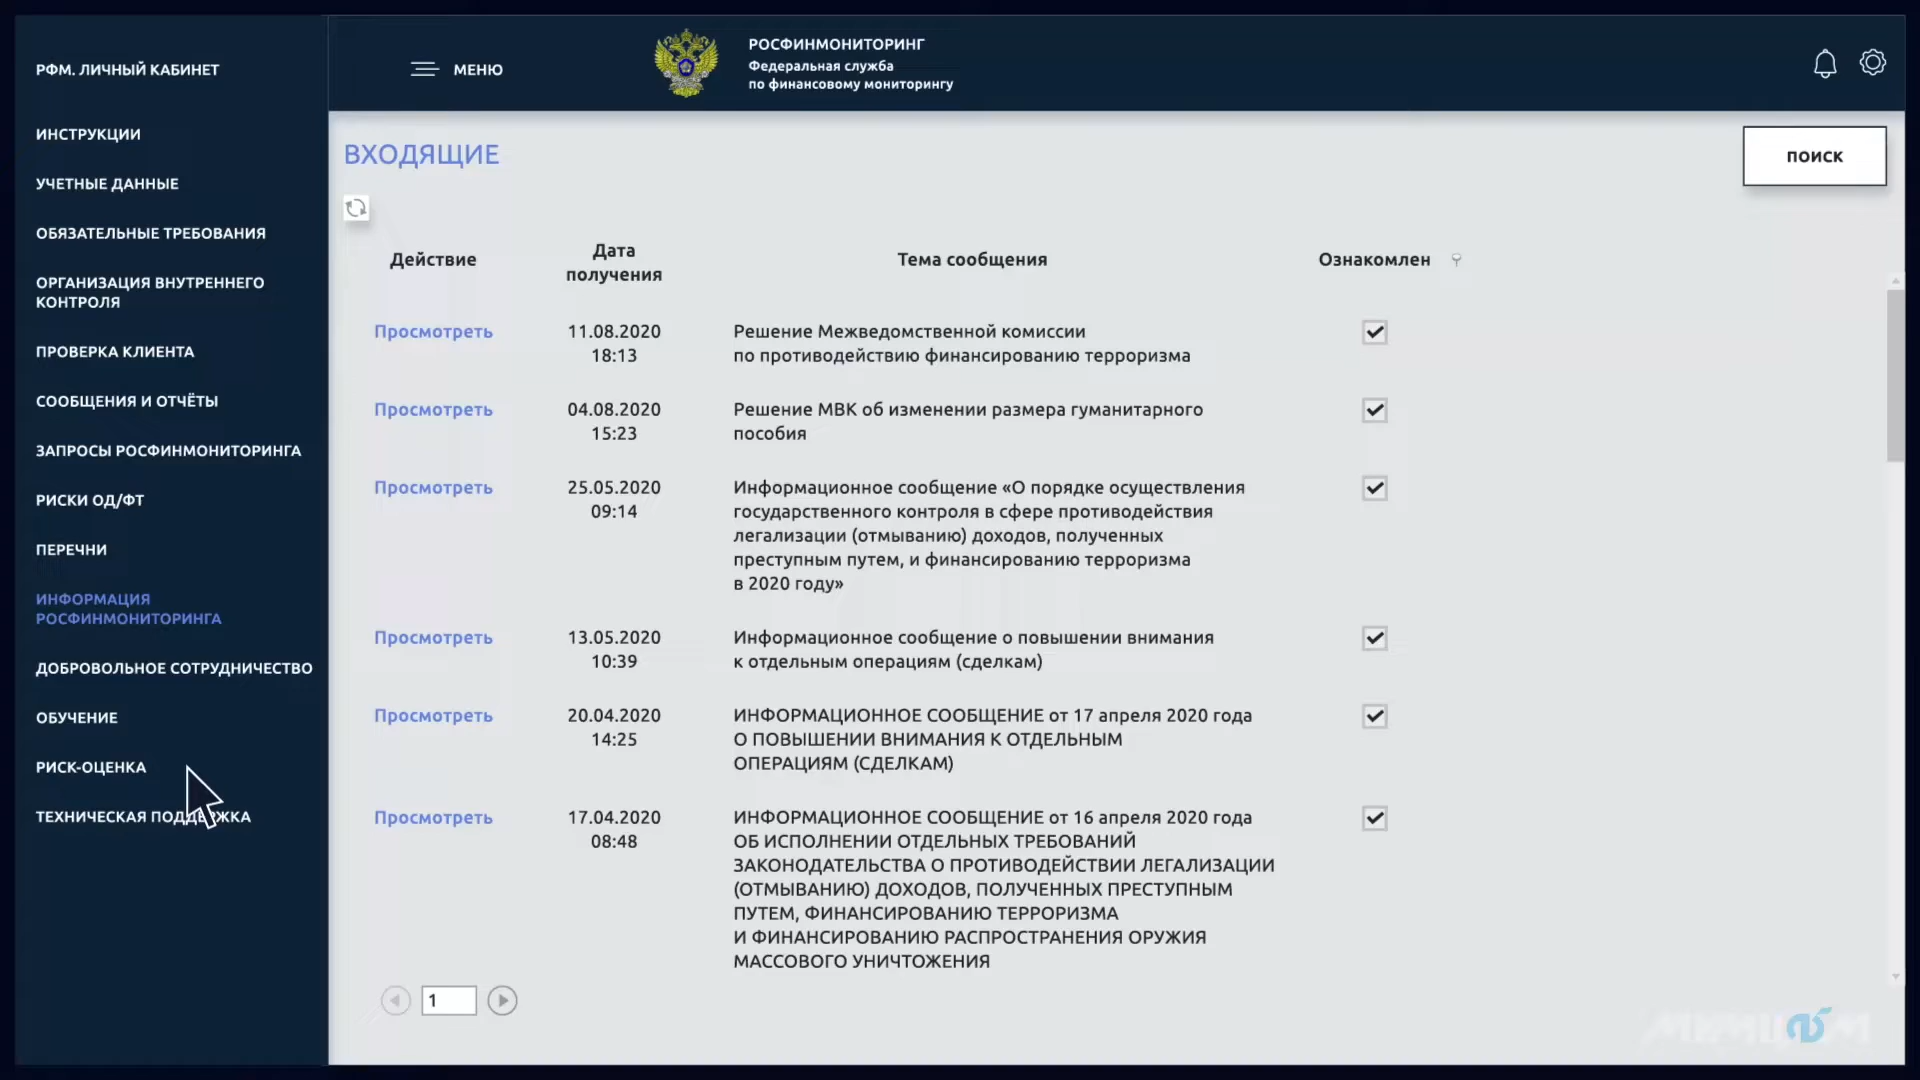 РФМ. ЛИЧНЫЙ КАБИНЕТ
ИНСТРУКЦИИ
УЧЕТНЫЕ ДАННЫЕ
ОБЯЗАТЕЛЬНЫЕ ТРЕБОВАНИЯ
ОРГАНИЗАЦИЯ ВНУТРЕННЕГО
КОНТРОЛЯ
ПРОВЕРКА КЛИЕНТА
СООБЩЕНИЯ И ОТЧЁТЫ
ЗАПРОСЫ РОСФИНМОНИТОРИНГА
РИСКИ ОД/ФТ
ПЕРЕЧНИ
ИНФОРМАЦИЯ
РОСФИНМОНИТОРИНГА
ДОБРОВОЛЬНОЕ СОТРУДНИЧЕСТВО
ОБУЧЕНИЕ
РИСК-ОЦЕНКА
ТЕХНИЧЕСКАЯ ПОДДЕРЖКА
МЕНЮ
РОСФИНМОНИТОРИНГ
Федеральная служба
по финансовому мониторингу
ВХОДЯЩИЕ
ПОИСК
Действие
Дата
получения
Тема сообщения
Ознакомлен
Просмотреть
11.08.2020
18:13
Решение Межведомственной комиссии
по противодействию финансированию терроризма
Просмотреть
04.08.2020
15:23
Решение МВК об изменении размера гуманитарного
пособия
Просмотреть
25.05.2020
09:14
Информационное сообщение «О порядке осуществления
государственного контроля в сфере противодействия
легализации (отмыванию) доходов, полученных
преступным путем, и финансированию терроризма
в 2020 году»
Просмотреть
13.05.2020
10:39
Информационное сообщение о повышении внимания
к отдельным операциям (сделкам)
Просмотреть
20.04.2020
14:25
ИНФОРМАЦИОННОЕ СООБЩЕНИЕ от 17 апреля 2020 года
О ПОВЫШЕНИИ ВНИМАНИЯ К ОТДЕЛЬНЫМ
ОПЕРАЦИЯМ (СДЕЛКАМ)
Просмотреть
17.04.2020
08:48
ИНФОРМАЦИОННОЕ СООБЩЕНИЕ от 16 апреля 2020 года
ОБ ИСПОЛНЕНИИ ОТДЕЛЬНЫХ ТРЕБОВАНИЙ
ЗАКОНОДАТЕЛЬСТВА О ПРОТИВОДЕЙСТВИИ ЛЕГАЛИЗАЦИИ
(ОТМЫВАНИЮ) ДОХОДОВ, ПОЛУЧЕННЫХ ПРЕСТУПНЫМ
ПУТЕМ, ФИНАНСИРОВАНИЮ ТЕРРОРИЗМА
И ФИНАНСИРОВАНИЮ РАСПРОСТРАНЕНИЯ ОРУЖИЯ
МАССОВОГО УНИЧТОЖЕНИЯ
1